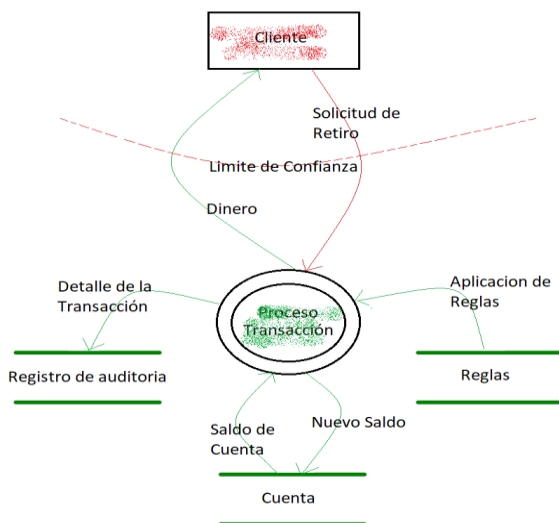 Cliente
Solicitud de
Retiro
Limite de Confianza
Dinero
Detalle de la
Transacción
Aplicacion de
Reglas
Proceso
Transacción
Registro de auditoria
Reglas
Saldo de
Cuenta
Nuevo Saldo
Cuenta